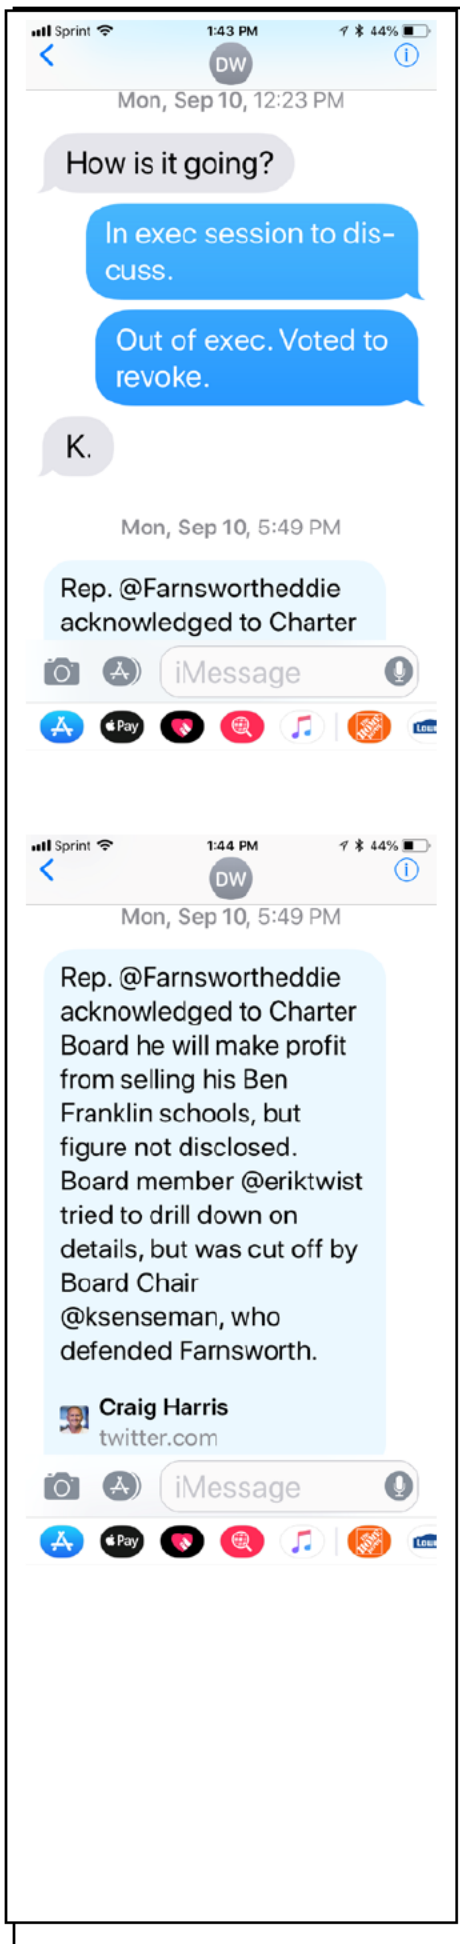 Sprint 1:43 PM 44%
DW
Mon, Sep 10, 12:23 PM
How is it going?
In exec session to dis-
cuss.
Out of exec. Voted to
revoke.
K.
Mon, Sep 10, 5:49 PM
Rep. @Farnswortheddie
acknowledged to Charter
iMessage
Pay
Sprint 1:44 PM 44%
DW
Mon, Sep 10, 5:49 PM
Rep. @Farnswortheddie
acknowledged to Charter
Board he will make profit
from selling his Ben
Franklin schools, but
figure not disclosed.
Board member @eriktwist
tried to drill down on
details, but was cut off by
Board Chair
@ksenseman, who
defended Farnsworth.
Craig Harris
twitter.com
iMessage
Pay